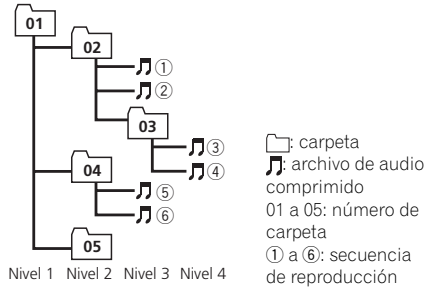 01
02
①
②
03
③
④
04
⑤
⑥
05
Nivel 1 Nivel 2 Nivel 3 Nivel 4
: carpeta
: archivo de audio
comprimido
01 a 05: número de
carpeta
① a ⑥: secuencia
de reproducción